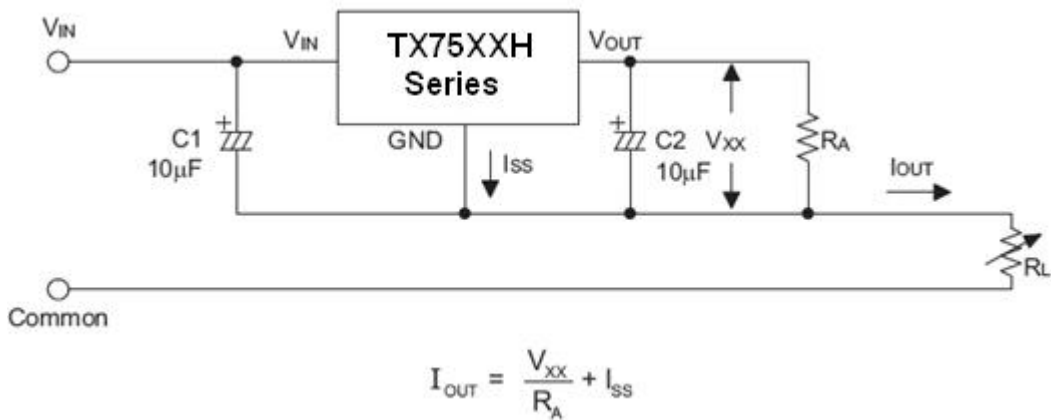 VIN
VIN
TX75XXH
Series
VOUT
GND
C1
10μF
ISS
C2
10μF
VXX
RA
IOUT
RL
Common
IOUT = VXX / RA + ISS